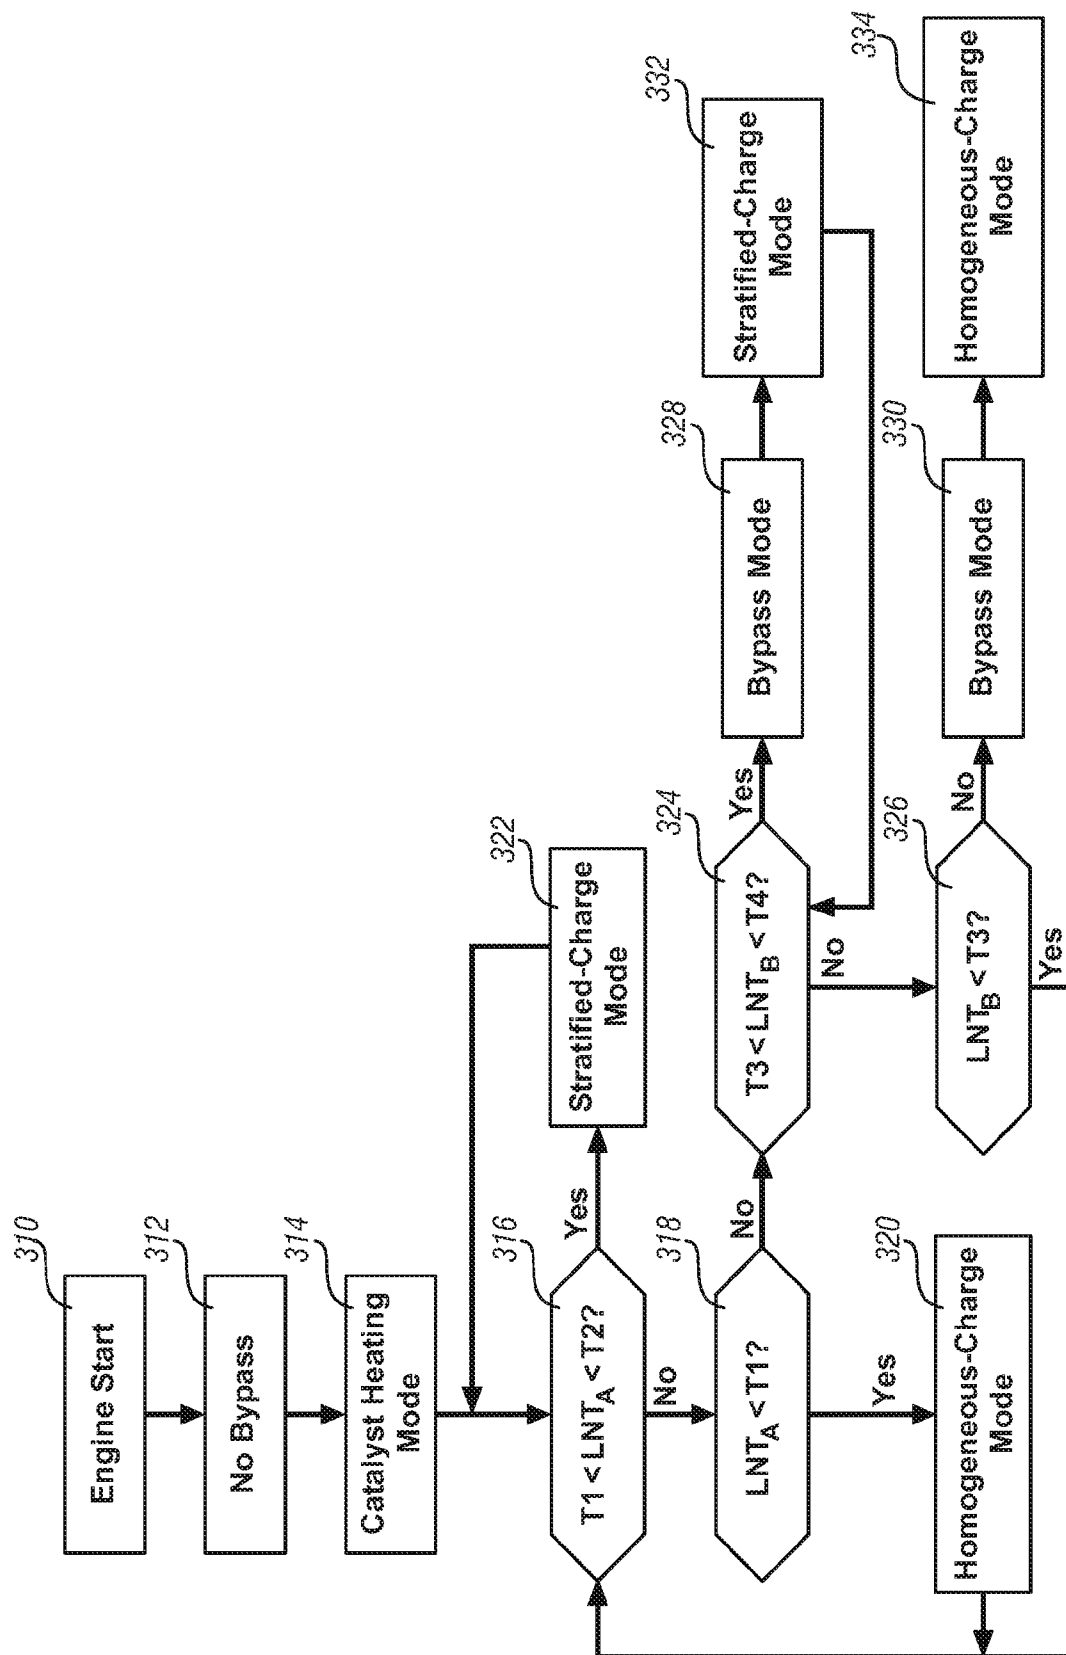 310
Engine Start
312
No Bypass
314
Catalyst Heating
Mode
316
T1 < LNT_A < T2?
Yes
No
322
Stratified-Charge
Mode
318
LNT_A < T1?
No
Yes
320
Homogeneous-Charge
Mode
324
T3 < LNT_B < T4?
Yes
No
328
Bypass Mode
332
Stratified-Charge
Mode
326
LNT_B < T3?
No
Yes
330
Bypass Mode
334
Homogeneous-Charge
Mode